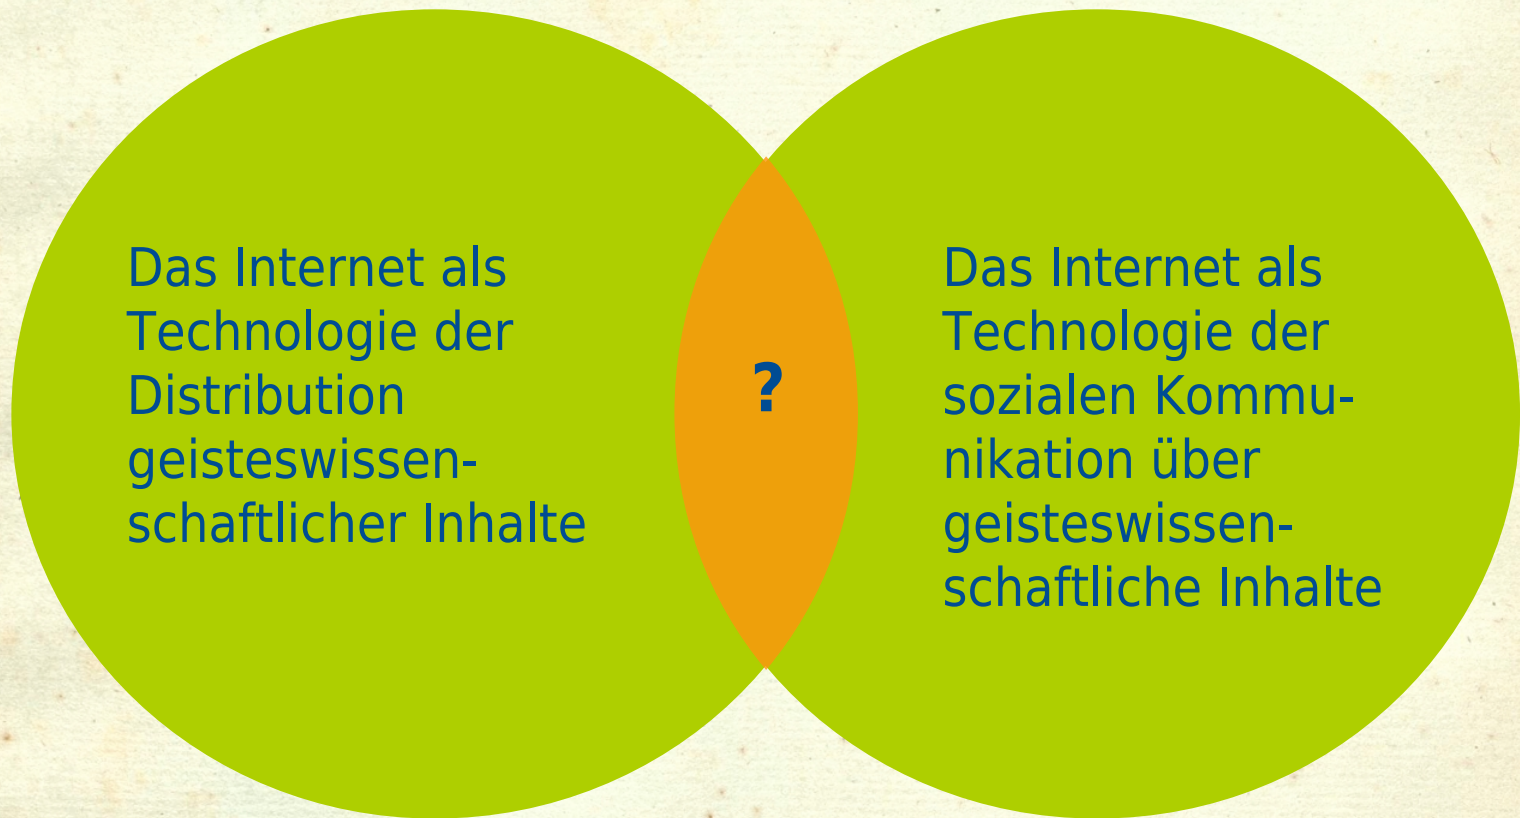 Das Internet als
Technologie der
Distribution
geisteswissen-
schaftlicher Inhalte
?
Das Internet als
Technologie der
sozialen Kommu-
nikation über
geisteswissen-
schaftliche Inhalte